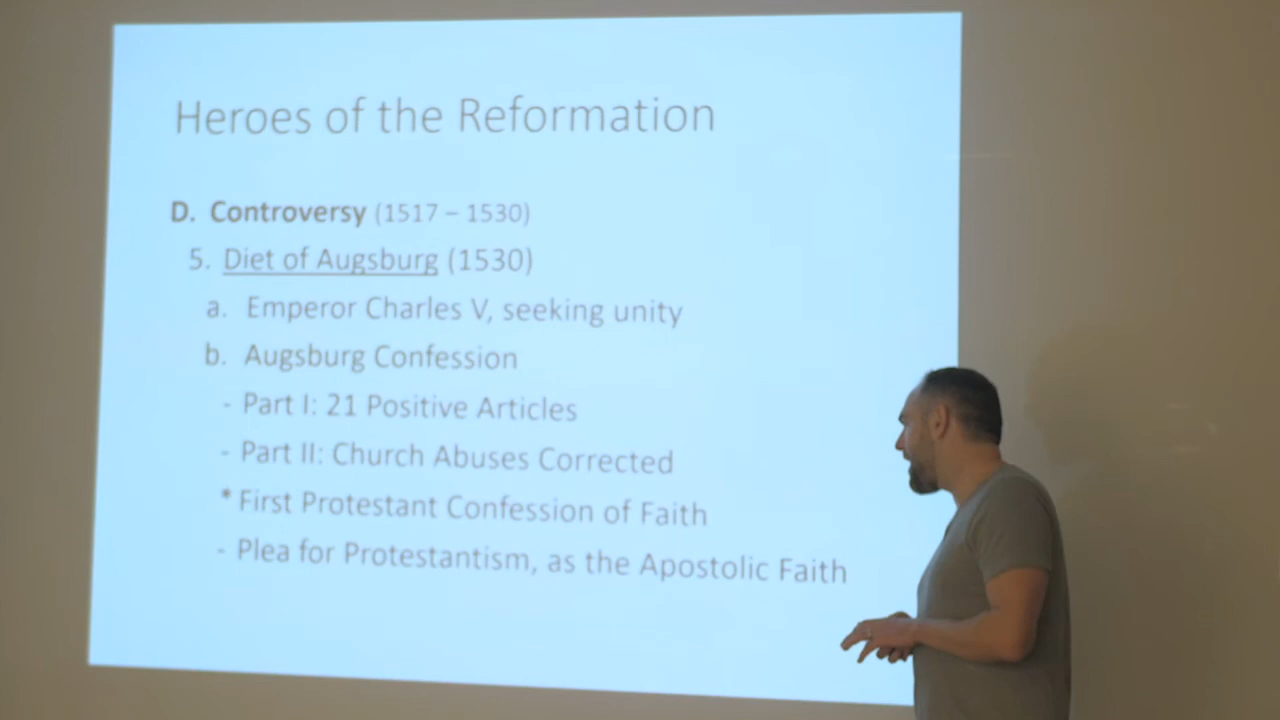 Heroes of the Reformation
D. Controversy (1517 – 1530)
5. Diet of Augsburg (1530)
a. Emperor Charles V, seeking unity
b. Augsburg Confession
- Part I: 21 Positive Articles
- Part II: Church Abuses Corrected
* First Protestant Confession of Faith
- Plea for Protestantism, as the Apostolic Faith